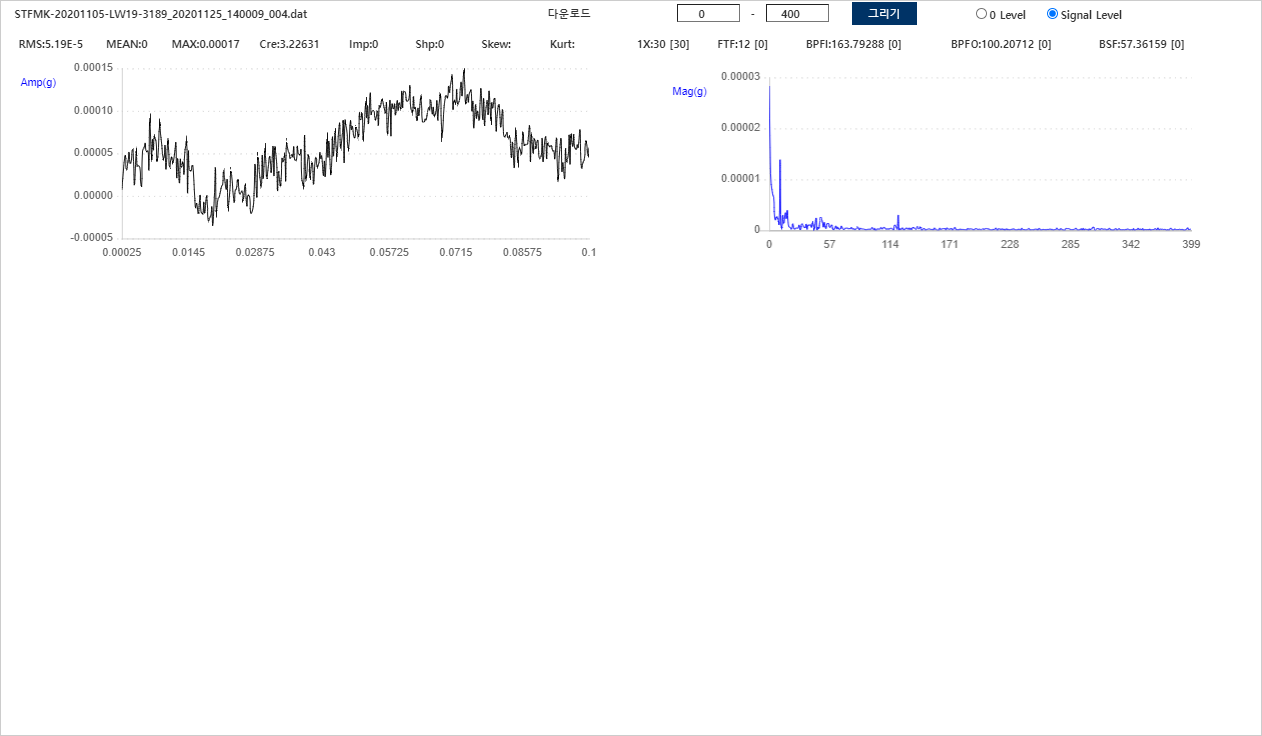 STFMK-20201105-LW19-3189_20201125_140009_004.dat 다운로드 0 - 400 그리기 0 Level Signal Level
RMS:5.19E-5 MEAN:0 MAX:0.00017 Cre:3.22631 Imp:0 Shp:0 Skew: Kurt: 1X:30 [30] FTF:12 [0] BPFI:163.79288 [0] BPFO:100.20712 [0] BSF:57.36159 [0]
Amp(g)
0.00015
0.00010
0.00005
0.00000
-0.00005
0.00025 0.0145 0.02875 0.043 0.05725 0.0715 0.08575 0.1
Mag(g)
0.00003
0.00002
0.00001
0
0 57 114 171 228 285 342 399